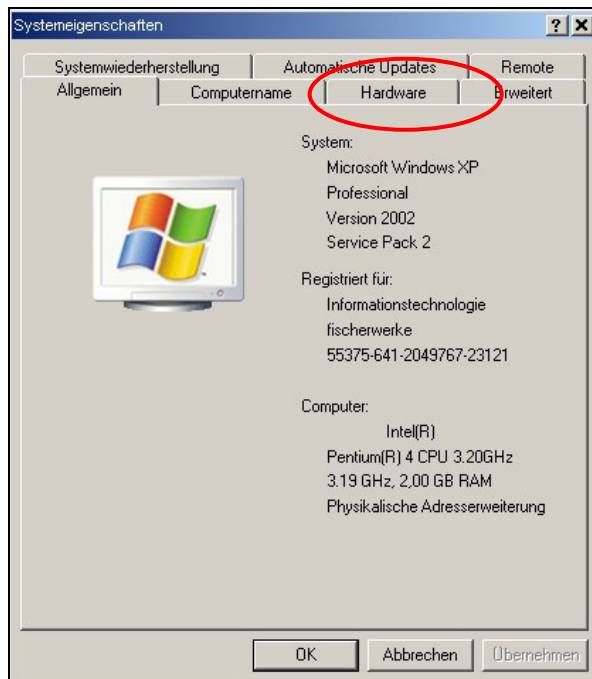 Systemeigenschaften
Systemwiederherstellung Automatische Updates Remote
Allgemein Computername Hardware Erweitert
System:
Microsoft Windows XP
Professional
Version 2002
Service Pack 2
Registriert für:
Informationstechnologie
fischerwerke
55375-641-2049767-23121
Computer:
Intel(R)
Pentium(R) 4 CPU 3.20GHz
3.19 GHz, 2,00 GB RAM
Physikalische Adresserweiterung
OK Abbrechen Übernehmen